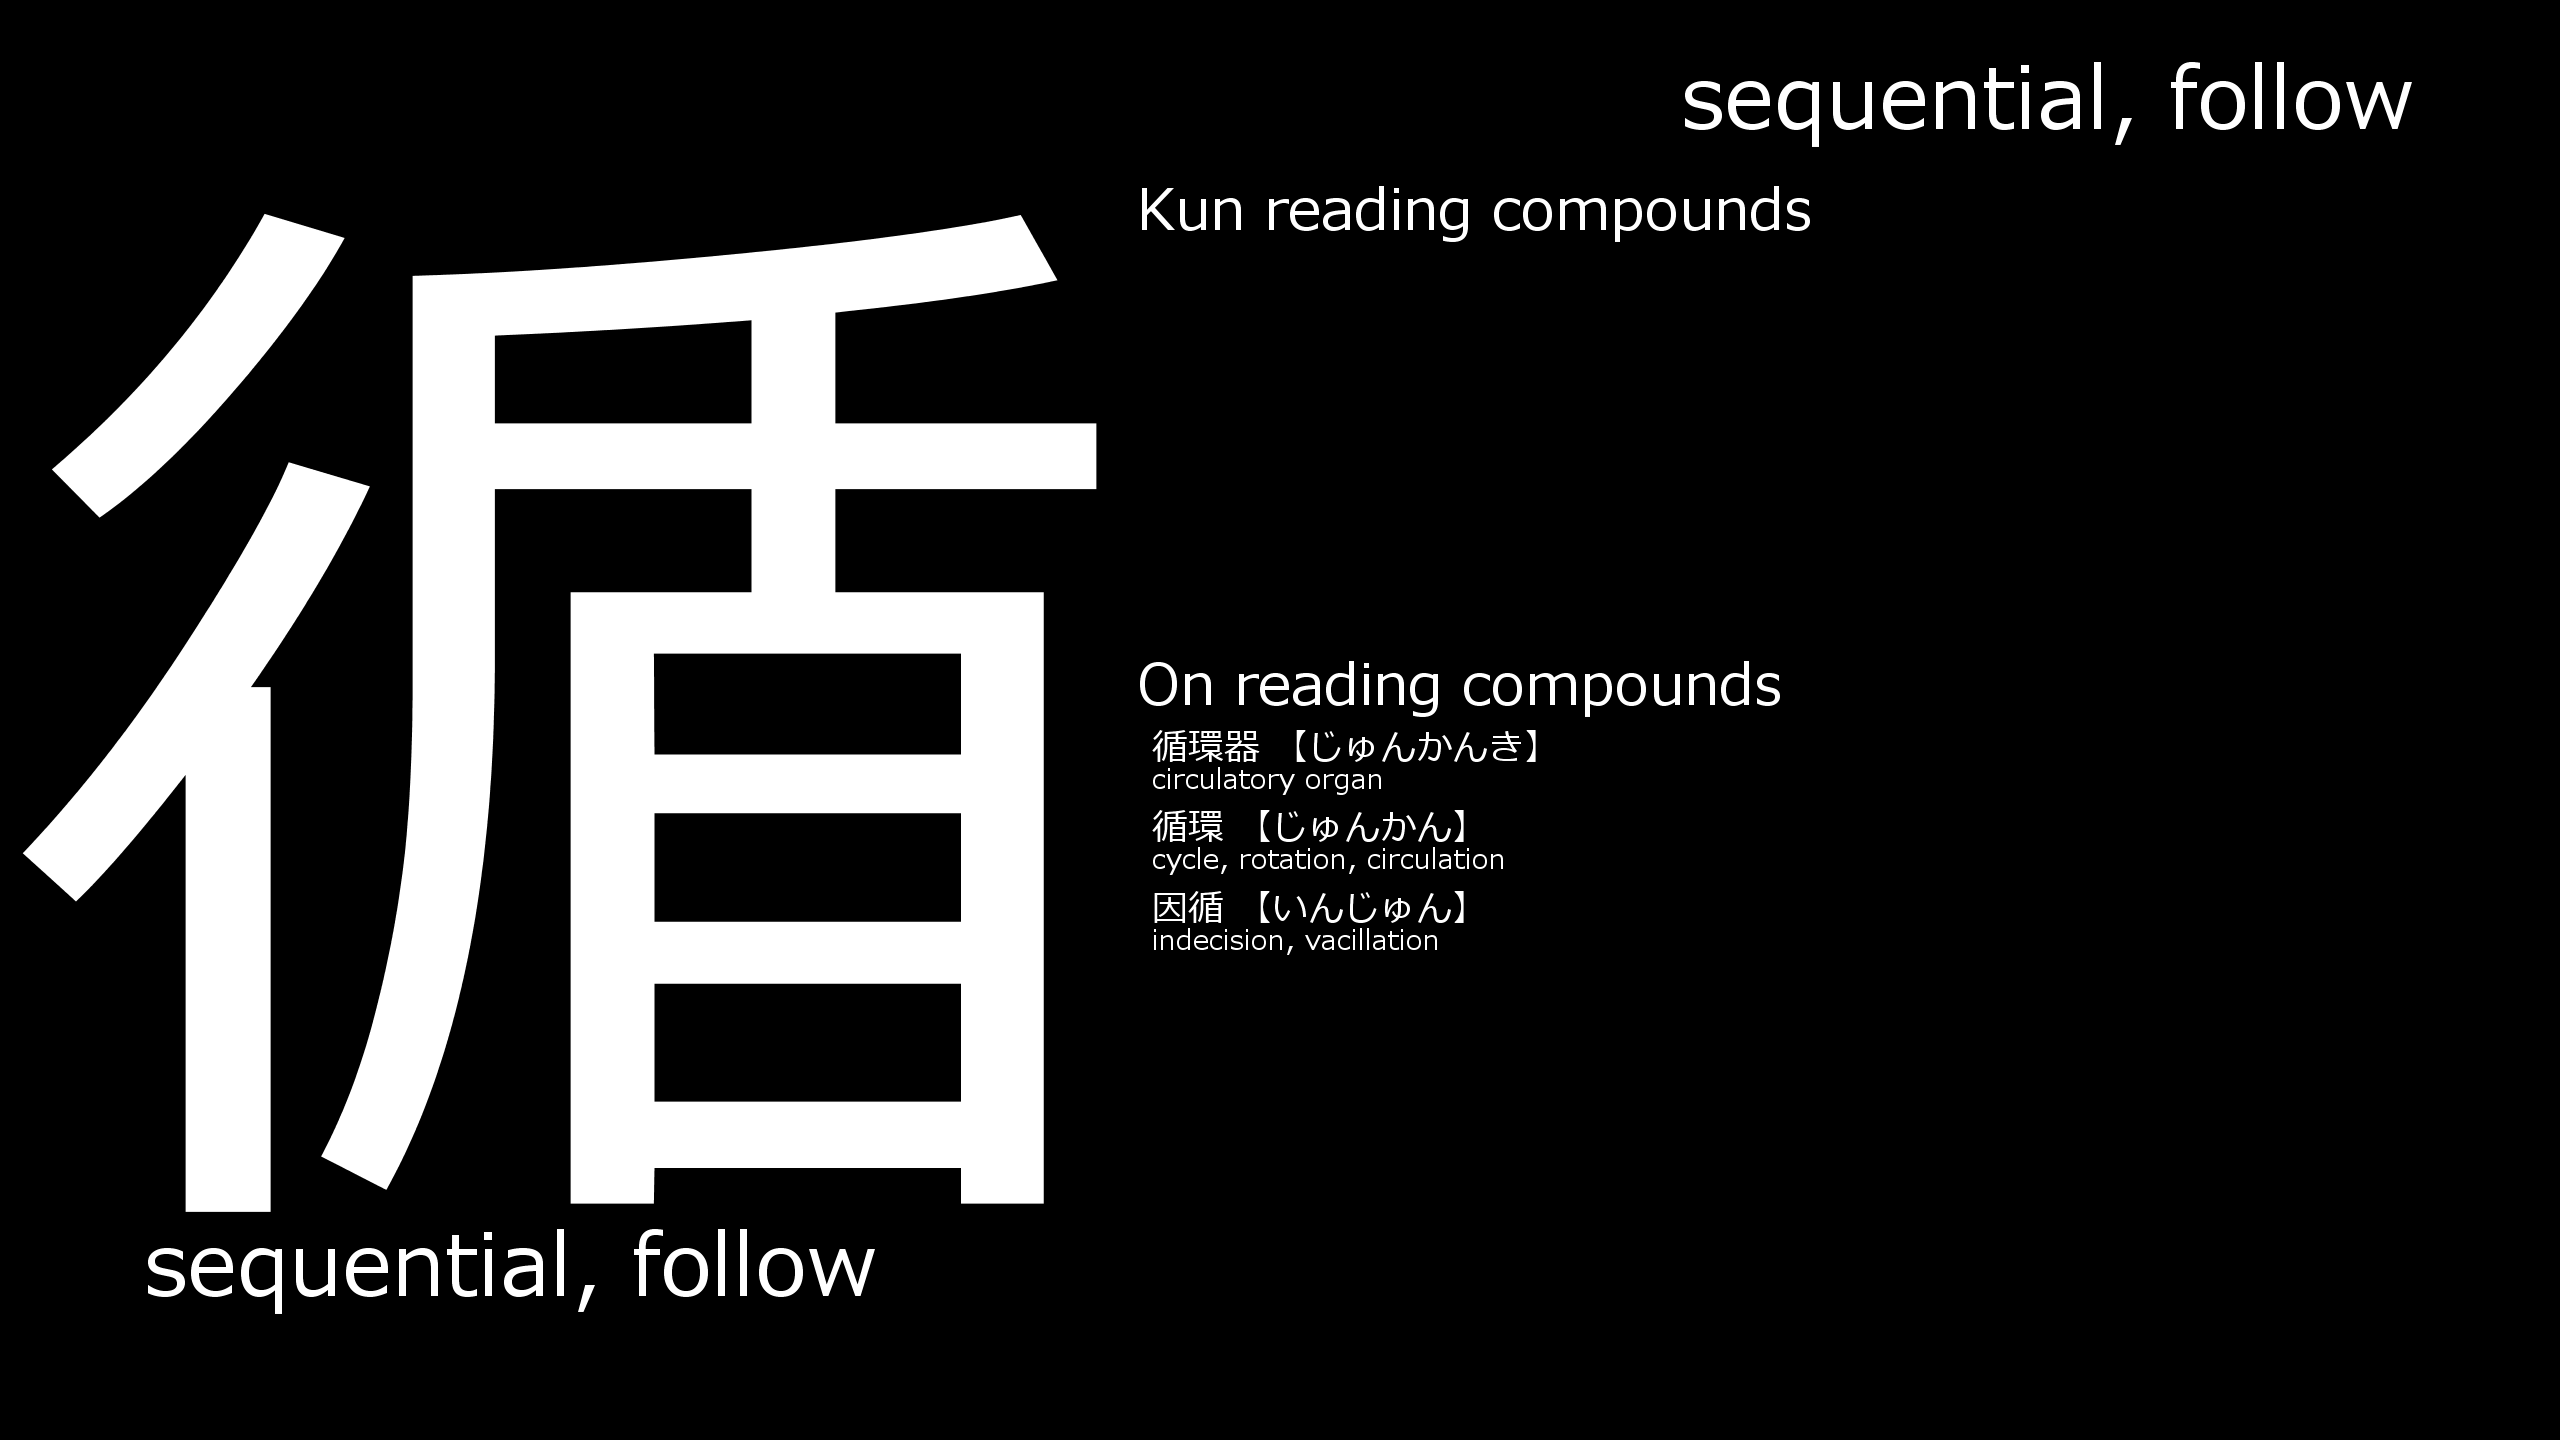 sequential, follow
循
sequential, follow
Kun reading compounds
On reading compounds
循環器 【じゅんかんき】
circulatory organ
循環 【じゅんかん】
cycle, rotation, circulation
因循 【いんじゅん】
indecision, vacillation